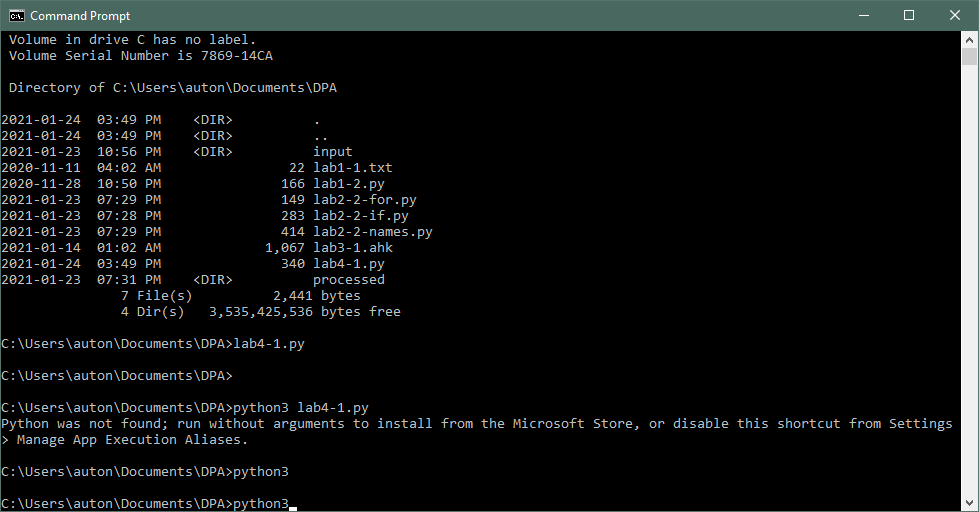 Command Prompt
Volume in drive C has no label.
Volume Serial Number is 7869-14CA
Directory of C:\Users\auton\Documents\DPA
2021-01-24  03:49 PM    <DIR>          .
2021-01-24  03:49 PM    <DIR>          ..
2021-01-23  10:56 PM    <DIR>          input
2020-11-11  04:02 AM                22 lab1-1.txt
2020-11-28  10:50 PM               166 lab1-2.py
2021-01-23  07:29 PM               149 lab2-2-for.py
2021-01-23  07:28 PM               283 lab2-2-if.py
2021-01-23  07:29 PM               414 lab2-2-names.py
2021-01-14  01:02 AM             1,067 lab3-1.ahk
2021-01-24  03:49 PM               340 lab4-1.py
2021-01-23  07:31 PM    <DIR>          processed
7 File(s)          2,441 bytes
4 Dir(s)   3,535,425,536 bytes free
C:\Users\auton\Documents\DPA>lab4-1.py
C:\Users\auton\Documents\DPA>
C:\Users\auton\Documents\DPA>python3 lab4-1.py
Python was not found; run without arguments to install from the Microsoft Store, or disable this shortcut from Settings
> Manage App Execution Aliases.
C:\Users\auton\Documents\DPA>python3
C:\Users\auton\Documents\DPA>python3